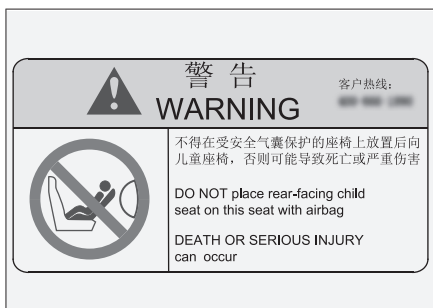 警 告
WARNING
客户热线：
不得在受安全气囊保护的座椅上放置后向
儿童座椅，否则可能导致死亡或严重伤害
DO NOT place rear-facing child
seat on this seat with airbag
DEATH OR SERIOUS INJURY
can occur